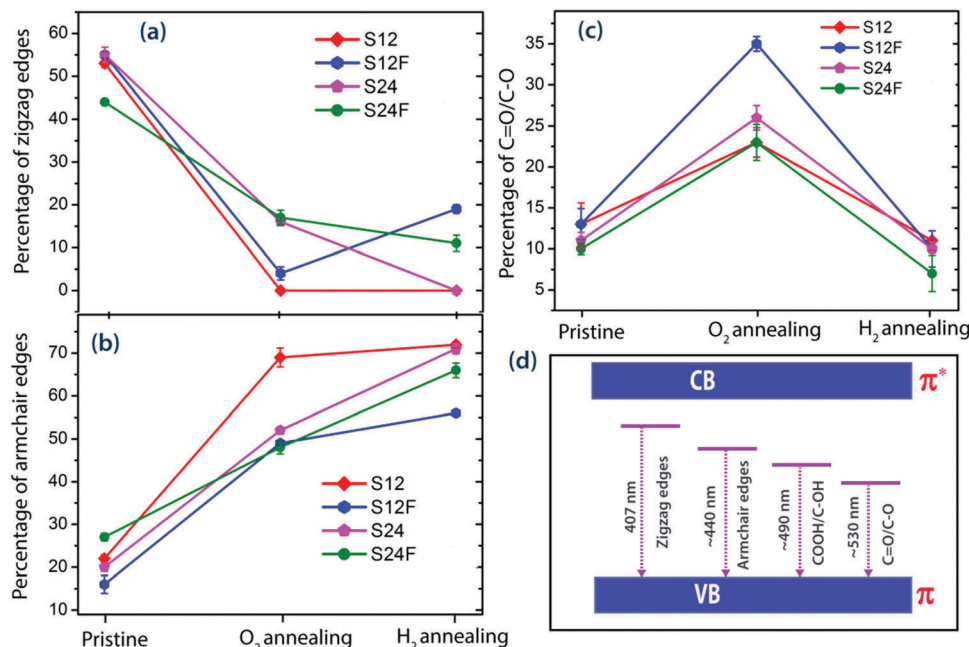 (a)
S12
S12F
S24
S24F
Percentage of zigzag edges
60
50
40
30
20
10
0
(b)
S12
S12F
S24
S24F
Percentage of armchair edges
70
60
50
40
30
20
10
Pristine
O₂ annealing
H₂ annealing
(c)
S12
S12F
S24
S24F
Percentage of C=O/C-O
35
30
25
20
15
10
5
Pristine
O₂ annealing
H₂ annealing
(d)
CB
π*
407 nm
Zigzag edges
~440 nm
Armchair edges
~490 nm
COOH/C-OH
~530 nm
C=O/C-O
VB
π